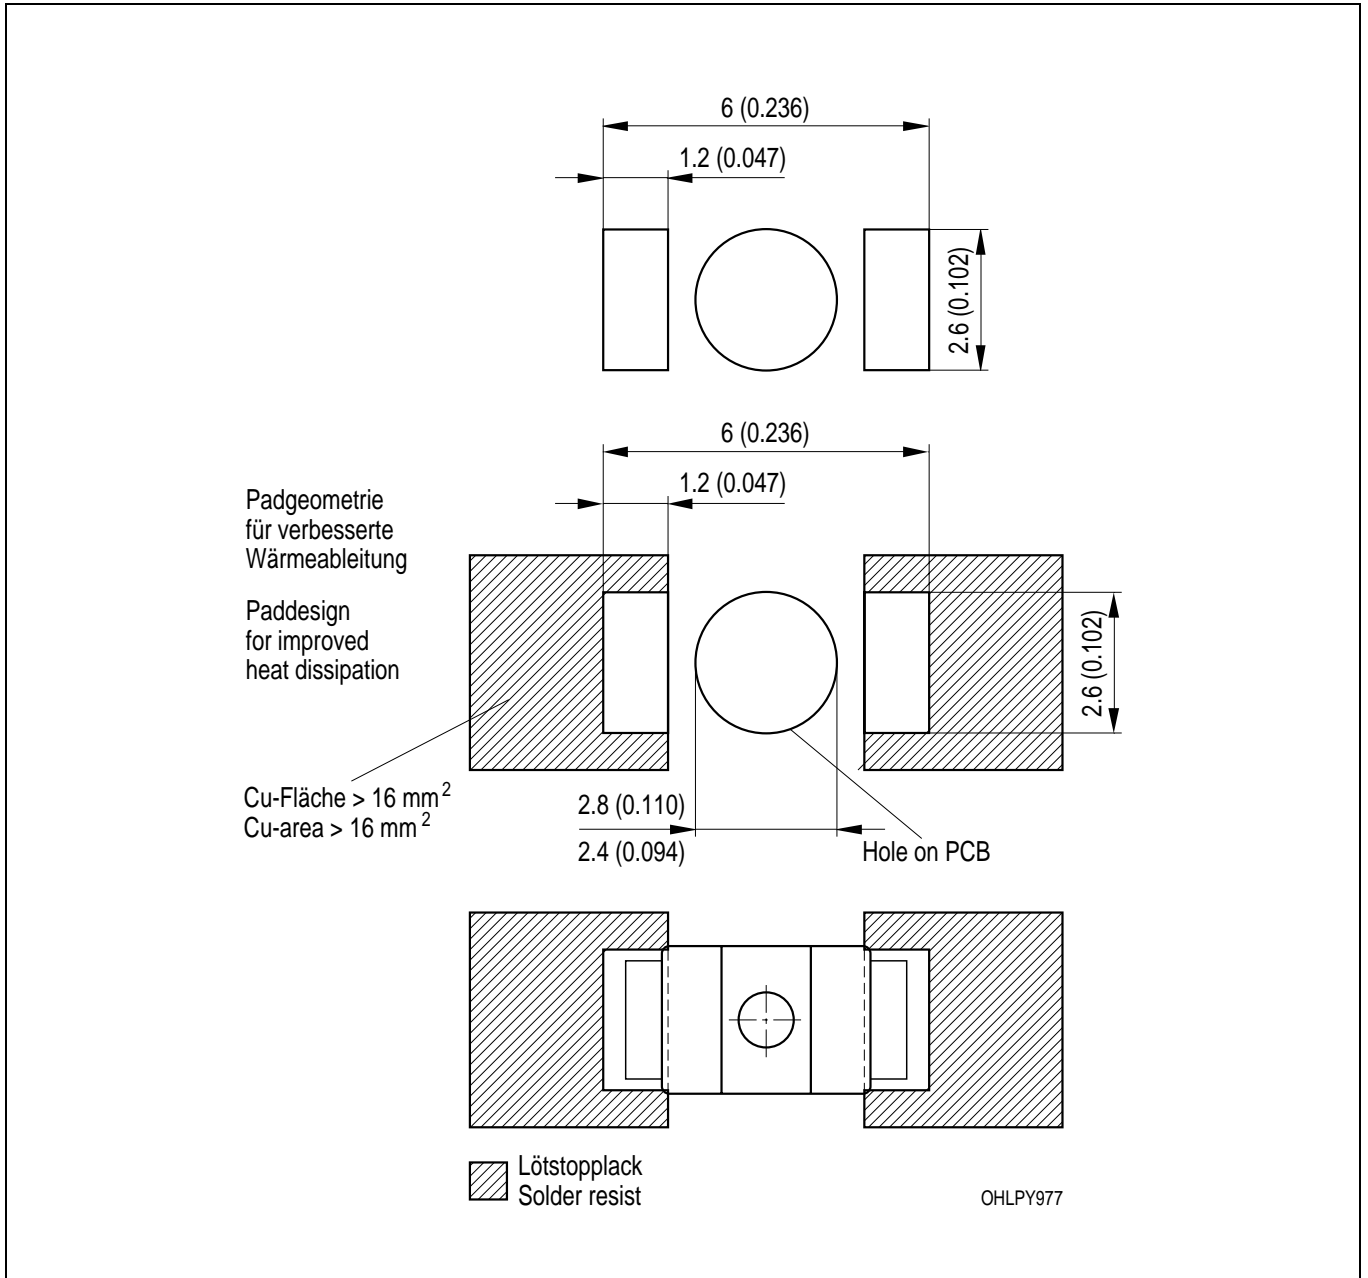 6 (0.236)
1.2 (0.047)
2.6 (0.102)
6 (0.236)
1.2 (0.047)
Padgeometrie
für verbesserte
Wärmeableitung
Paddesign
for improved
heat dissipation
2.6 (0.102)
Cu-Fläche > 16 mm²
Cu-area > 16 mm²
2.8 (0.110)
2.4 (0.094)
Hole on PCB
Lötstopplack
Solder resist
OHLPY977